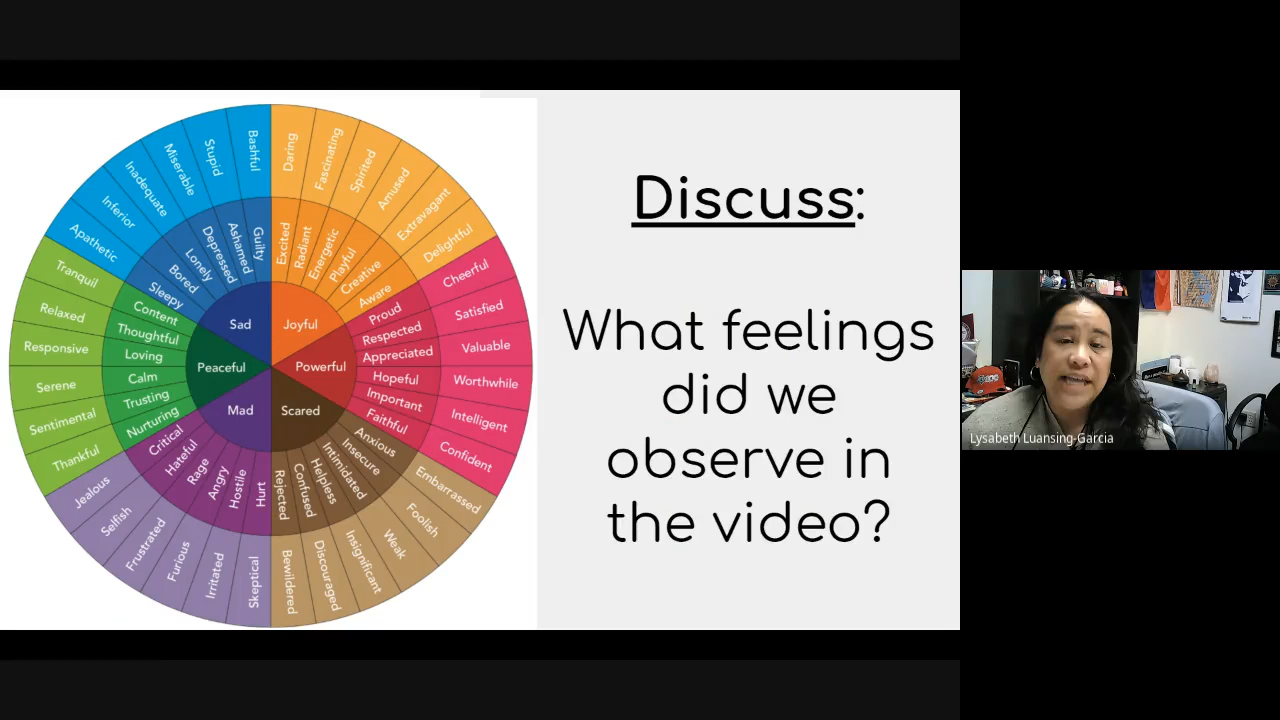 Discuss:
What feelings
did we
observe in
the video?
Joyful
Powerful
Scared
Mad
Peaceful
Sad
Excited
Radiant
Energetic
Playful
Creative
Aware
Proud
Respected
Appreciated
Hopeful
Important
Faithful
Anxious
Insecure
Intimidated
Helpless
Confused
Rejected
Hurt
Hostile
Angry
Rage
Hateful
Critical
Nurturing
Trusting
Calm
Loving
Thoughtful
Content
Sleepy
Bored
Lonely
Depressed
Ashamed
Guilty
Daring
Fascinating
Spirited
Amused
Extravagant
Delightful
Cheerful
Satisfied
Valuable
Worthwhile
Intelligent
Confident
Embarrassed
Foolish
Weak
Insignificant
Discouraged
Bewildered
Skeptical
Irritated
Furious
Frustrated
Selfish
Jealous
Thankful
Sentimental
Serene
Responsive
Relaxed
Tranquil
Apathetic
Inferior
Inadequate
Miserable
Stupid
Bashful
Lysabeth Luansing-Garcia